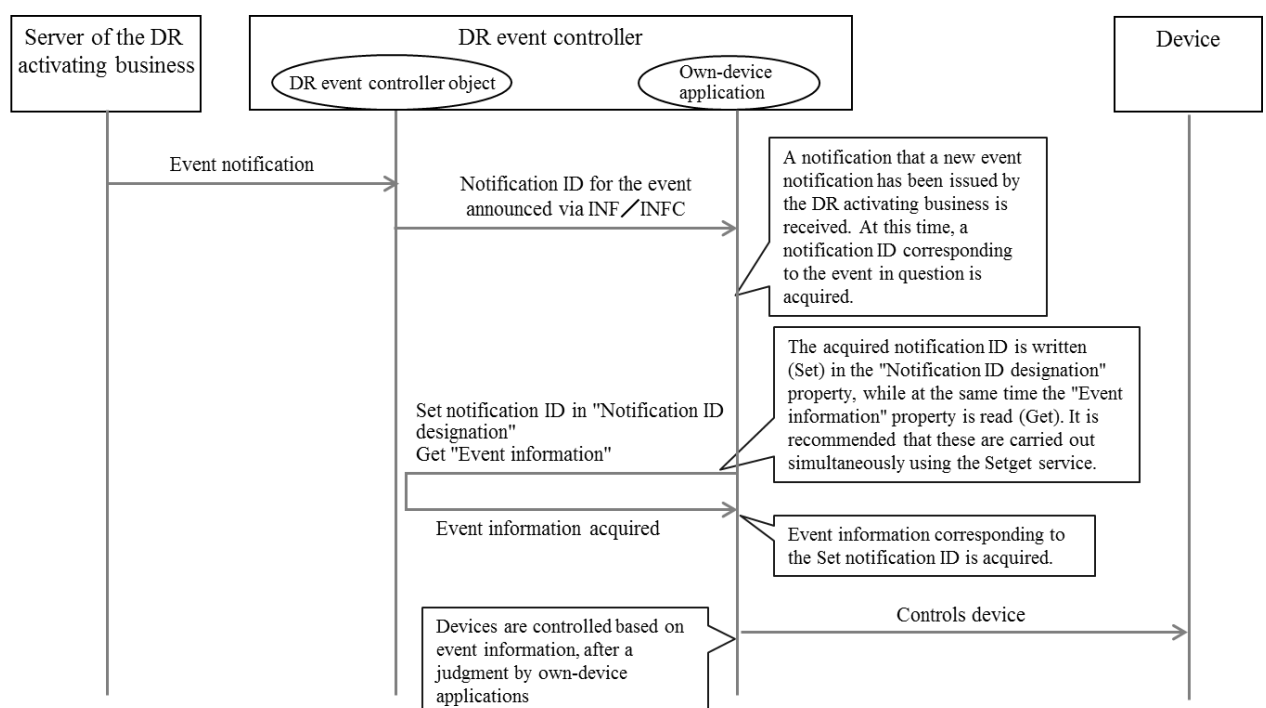 Server of the DR
activating business
DR event controller
DR event controller object
Own-device
application
Device
Event notification
Notification ID for the event
announced via INF／INFC
A notification that a new event
notification has been issued by
the DR activating business is
received. At this time, a
notification ID corresponding
to the event in question is
acquired.
The acquired notification ID is written
(Set) in the "Notification ID designation"
property, while at the same time the "Event
information" property is read (Get). It is
recommended that these are carried out
simultaneously using the Setget service.
Set notification ID in "Notification ID
designation"
Get "Event information"
Event information acquired
Event information corresponding to
the Set notification ID is acquired.
Controls device
Devices are controlled based on
event information, after a
judgment by own-device
applications